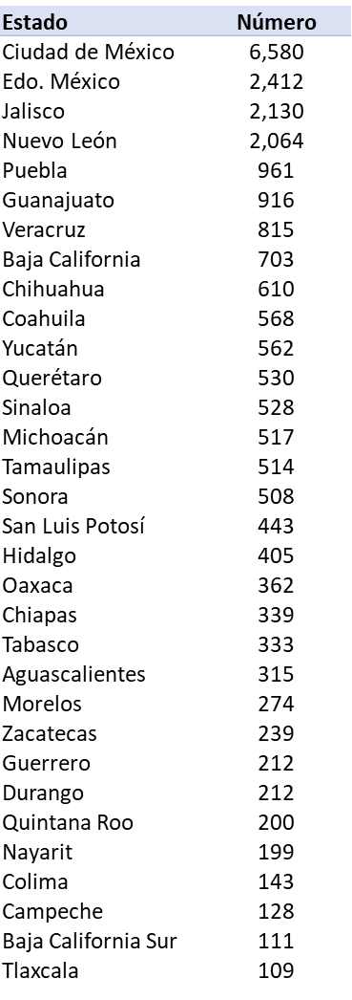 Estado Número
Ciudad de México 6,580
Edo. México 2,412
Jalisco 2,130
Nuevo León 2,064
Puebla 961
Guanajuato 916
Veracruz 815
Baja California 703
Chihuahua 610
Coahuila 568
Yucatán 562
Querétaro 530
Sinaloa 528
Michoacán 517
Tamaulipas 514
Sonora 508
San Luis Potosí 443
Hidalgo 405
Oaxaca 362
Chiapas 339
Tabasco 333
Aguascalientes 315
Morelos 274
Zacatecas 239
Guerrero 212
Durango 212
Quintana Roo 200
Nayarit 199
Colima 143
Campeche 128
Baja California Sur 111
Tlaxcala 109